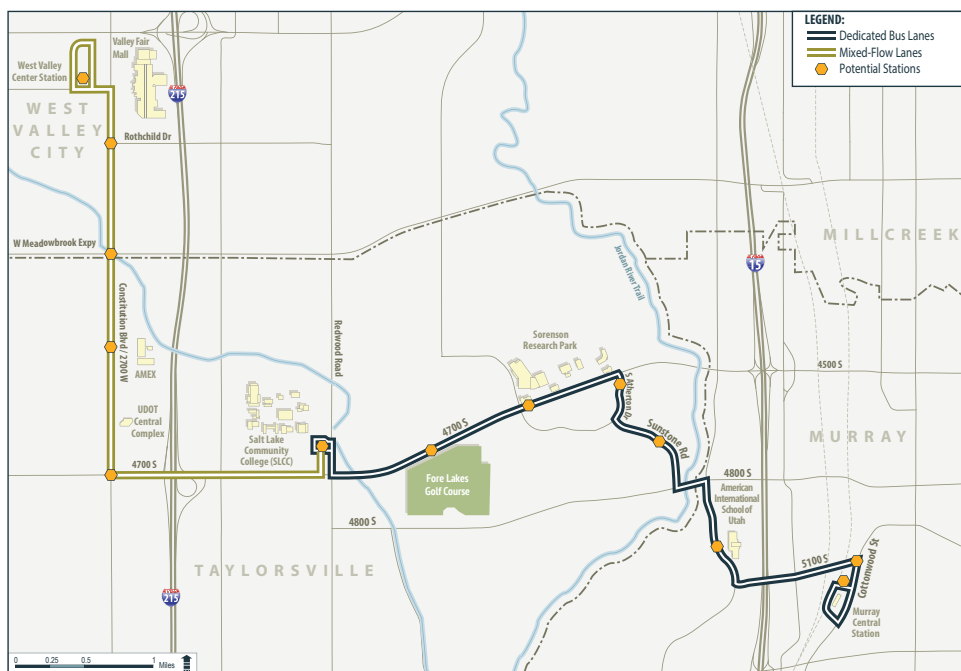 LEGEND:
Dedicated Bus Lanes
Mixed-Flow Lanes
Potential Stations
Valley Fair
Mall
West Valley
Center Station
215
WEST
VALLEY
CITY
Rothchild Dr
W Meadowbrook Expy
MILLCREEK
15
Jordan River Trail
Constitution Blvd / 2700 W
Redwood Road
Sorenson
Research Park
AMEX
4500 S
S Atherton Dr
UDOT
Central
Complex
Salt Lake
Community
College (SLCC)
4700 S
Sunstone Rd
MURRAY
4700 S
Fore Lakes
Golf Course
4800 S
American
International
School of
Utah
4800 S
5100 S
Cottonwood St
TAYLORSVILLE
215
Murray
Central
Station
0 0.25 0.5 1 Miles